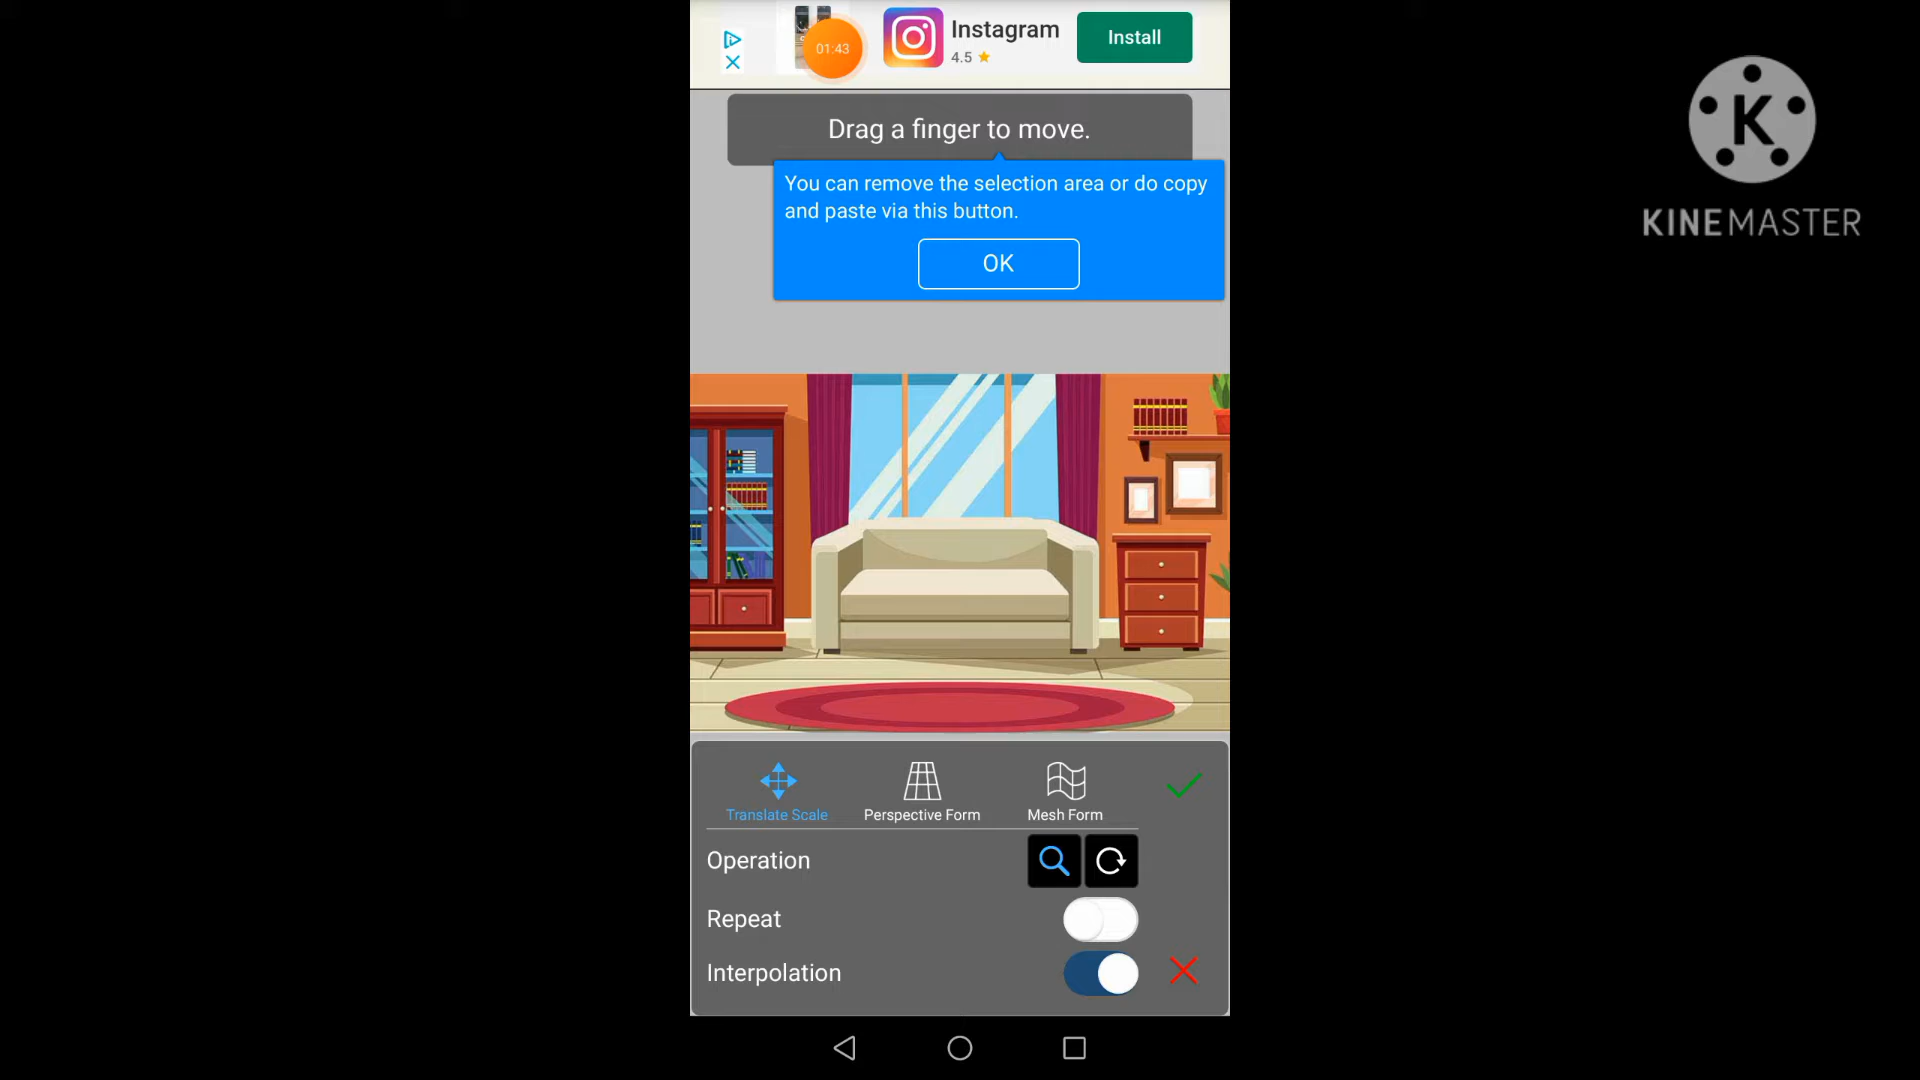 Instagram
4.5
Install
01:43
Drag a finger to move.
You can remove the selection area or do copy
and paste via this button.
OK
K
KINEMASTER
Translate Scale
Perspective Form
Mesh Form
Operation
Repeat
Interpolation